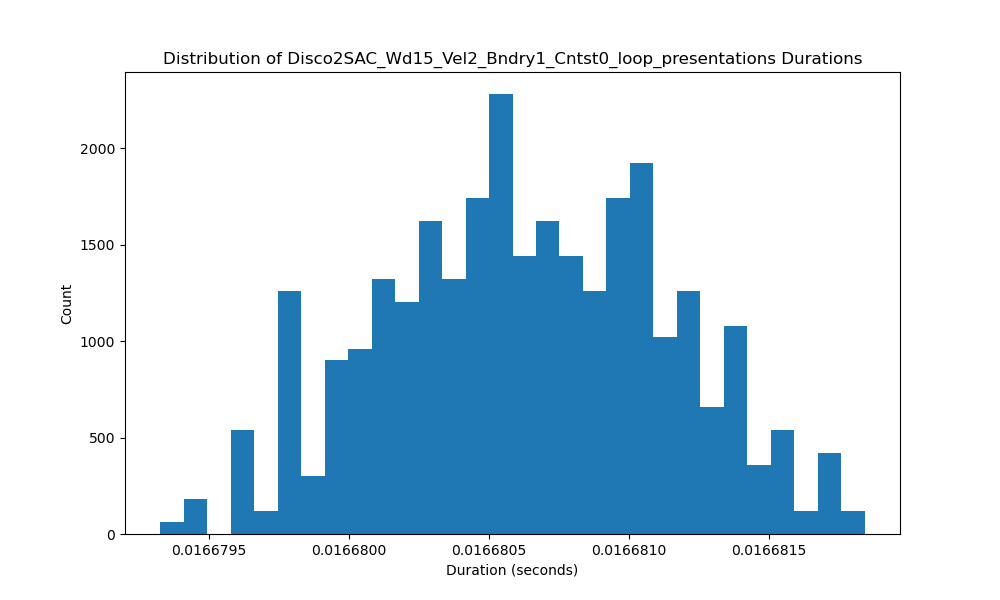 Distribution of Disco2SAC_Wd15_Vel2_Bndry1_Cntst0_loop_presentations Durations
2000
1500
1000
500
0
Count
0.0166795 0.0166800 0.0166805 0.0166810 0.0166815
Duration (seconds)